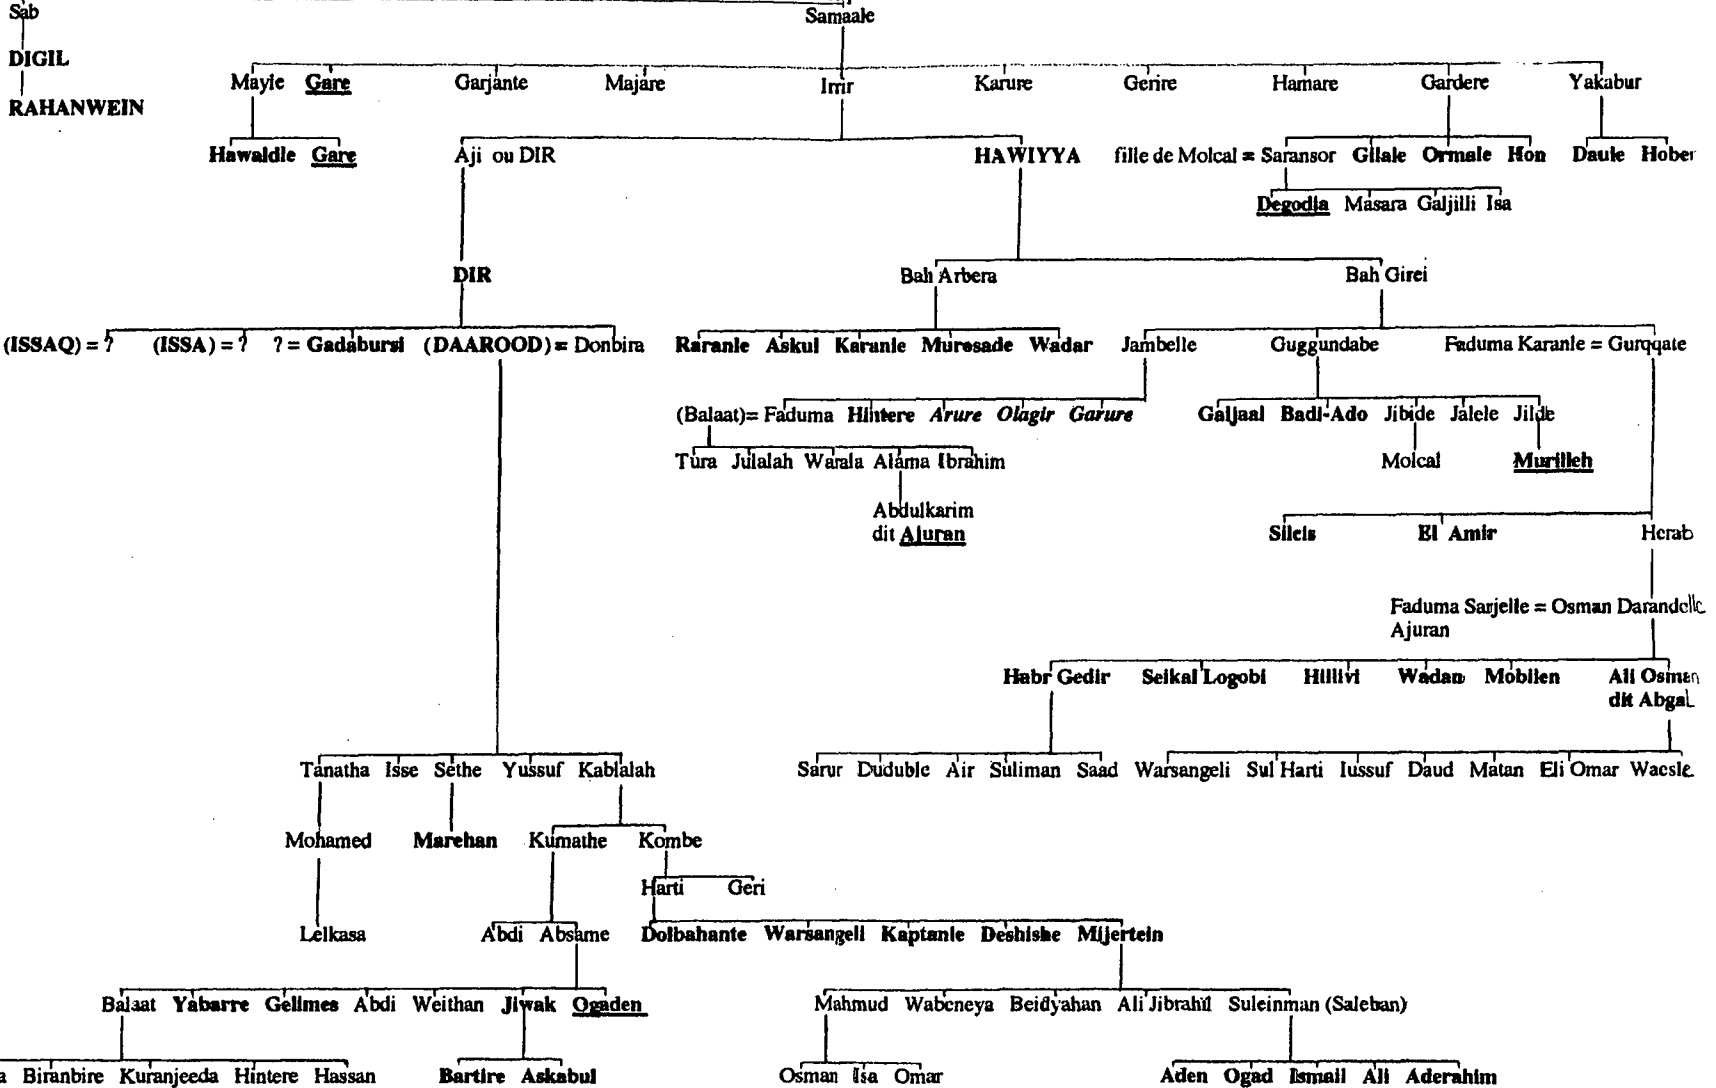 Sab Samaale
DIGIL
Mayle Gare Garjante Majare Irrir Karure Gerire Hamare Gardere Yakabur
RAHANWEIN
Hawaldle Gare Aji ou DIR HAWIYYA fille de Molcal = Saransor Gilale Ormale Hon Daule Hober
Degodia Masara Galjilli Isa
DIR Bah Arbera Bah Girei
(ISSAQ) = ? (ISSA) = ? ? = Gadabursi (DAAROOD) = Donbira Raranle Askul Karanle Muresade Wadar Jambelle Guggundabe Faduma Karanle = Gurqqate
(Balaat)= Faduma Hintere Arure Olagir Garure Galjaal Badi-Ado Jibide Jalele Jilde
Tura Julalah Warala Alama Ibrahim Molcal Murilleh
Abdulkarim
dit Ajuran Sileis El Amir Herab
Faduma Sarjelle = Osman Darandelle
Ajuran
Habr Gedir Seikal Logobi Hillivi Wadan Mobilen Ali Osman
dit Abgal
Tanatha Isse Sethe Yussuf Kablalah Sarur Duduble Air Suliman Saad Warsangeli Sul Harti Iussuf Daud Matan Eli Omar Waesle
Mohamed Marehan Kumathe Kombe
Harti Geri
Lelkasa Abdi Absame Dolbahante Warsangeli Kaptanle Deshishe Mijertein
Balaat Yabarre Gelimes Abdi Weithan Jiwak Ogaden Mahmud Wabeneya Beidyahan Ali Jibrahil Suleinman (Saleban)
a Biranbire Kuranjeeda Hintere Hassan Bartire Askabul Osman Isa Omar Aden Ogad Ismail Ali Aderahim